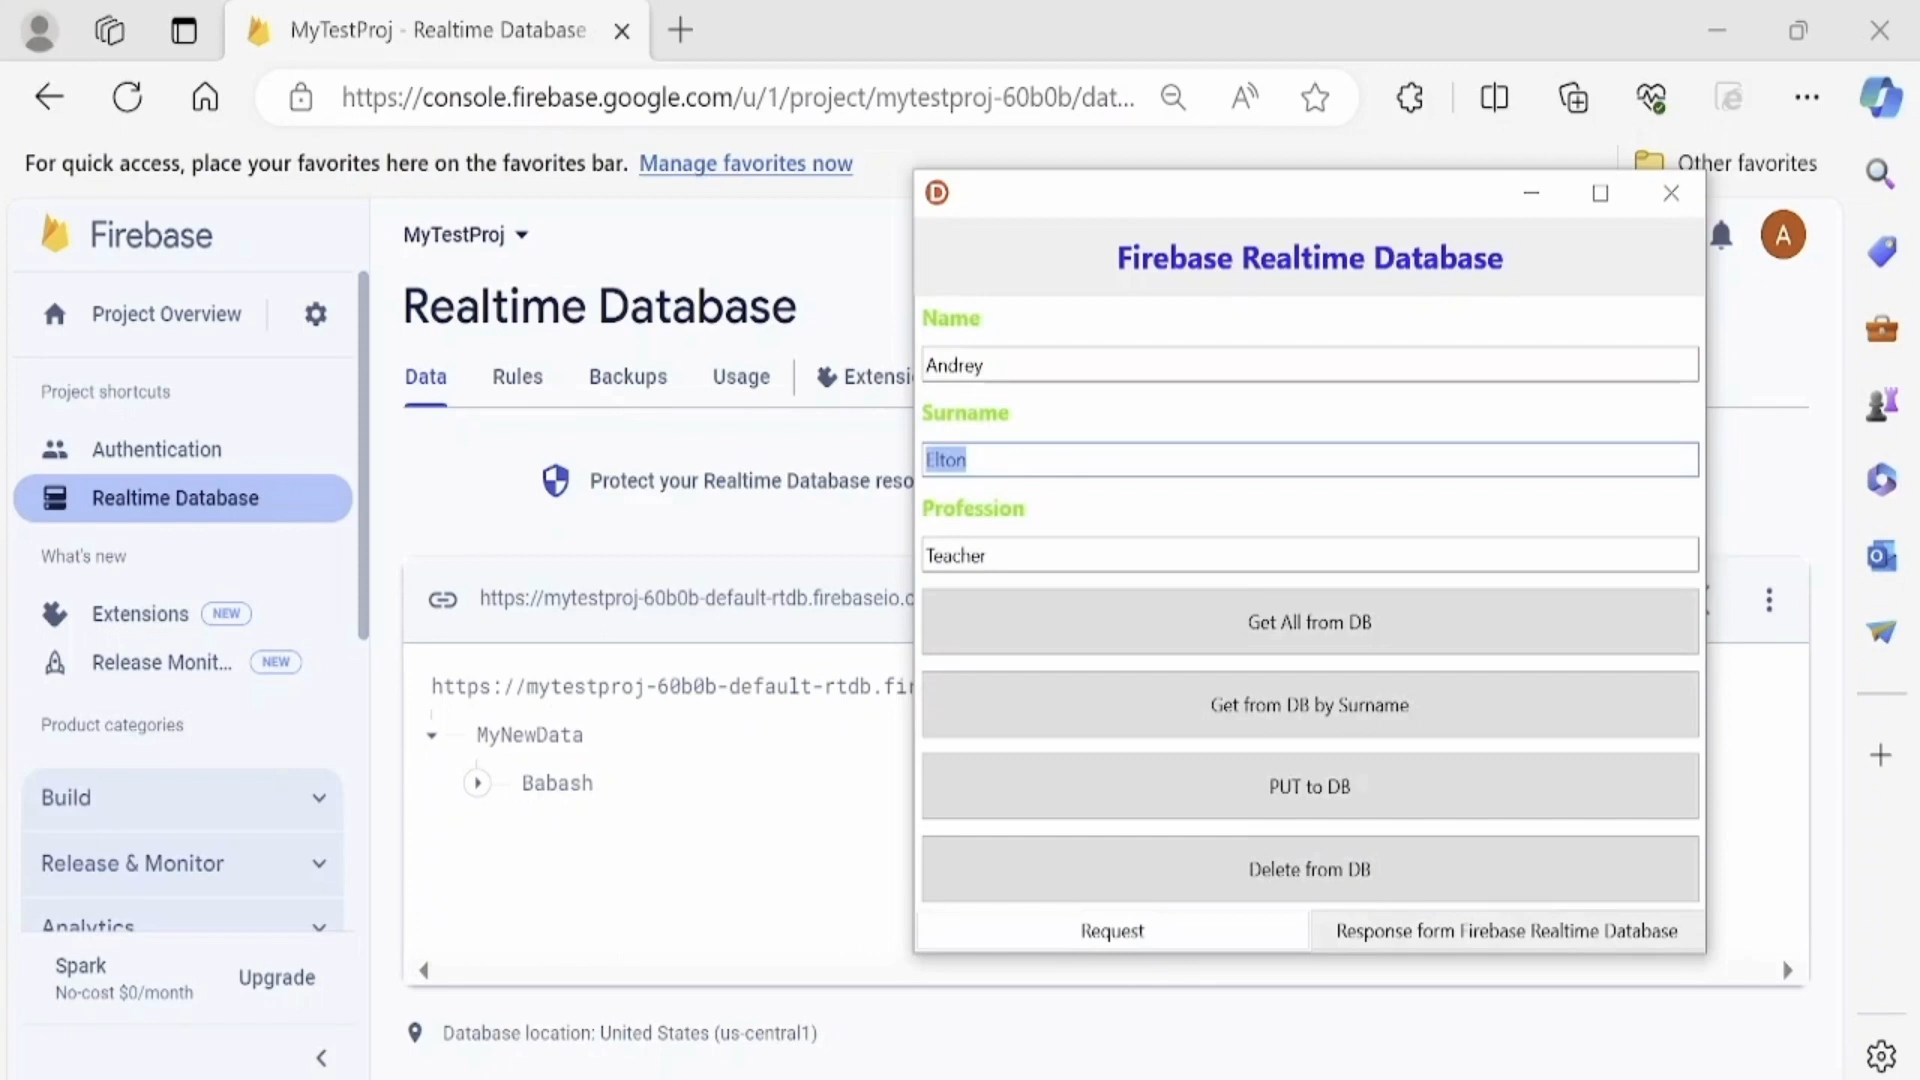 MyTestProj - Realtime Database
https://console.firebase.google.com/u/1/project/mytestproj-60b0b/dat...
For quick access, place your favorites here on the favorites bar. Manage favorites now
Other favorites
Firebase
Project Overview
Project shortcuts
Authentication
Realtime Database
What's new
Extensions NEW
Release Monit... NEW
Product categories
Build
Release & Monitor
Analytics
Spark
No-cost $0/month
Upgrade
MyTestProj
Realtime Database
Data Rules Backups Usage Extensi
Protect your Realtime Database reso
https://mytestproj-60b0b-default-rtdb.firebaseio.c
https://mytestproj-60b0b-default-rtdb.fir
MyNewData
Babash
Database location: United States (us-central1)
A
Firebase Realtime Database
Name
Andrey
Surname
Elton
Profession
Teacher
Get All from DB
Get from DB by Surname
PUT to DB
Delete from DB
Request
Response form Firebase Realtime Database